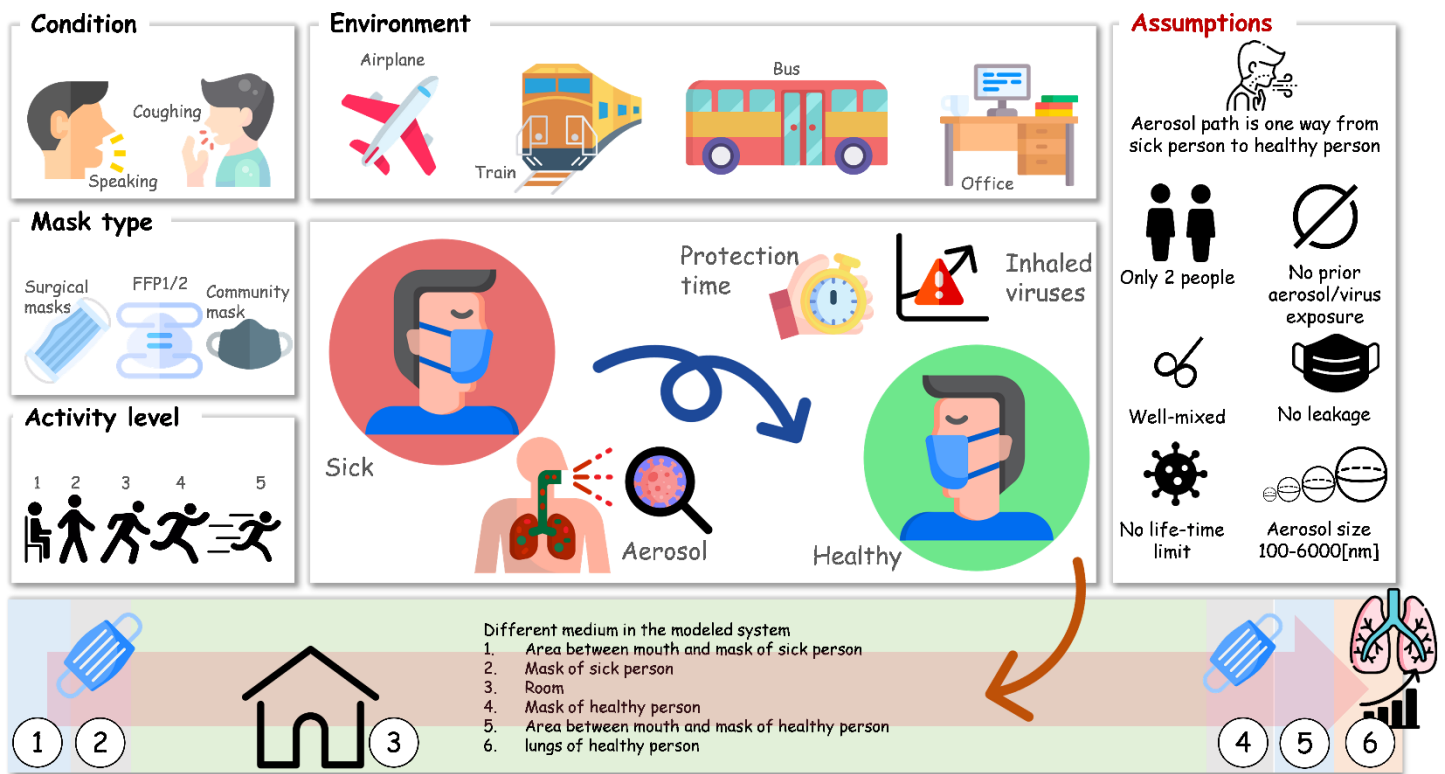 Condition
Coughing
Speaking
Environment
Airplane
Train
Bus
Office
Assumptions
Aerosol path is one way from
sick person to healthy person
Only 2 people
No prior
aerosol/virus
exposure
Well-mixed
No leakage
No life-time
limit
Aerosol size
100-6000[nm]
Mask type
Surgical
masks
FFP1/2
Community
mask
Activity level
1 2 3 4 5
Sick
Protection
time
Inhaled
viruses
Aerosol
Healthy
Different medium in the modeled system
1. Area between mouth and mask of sick person
2. Mask of sick person
3. Room
4. Mask of healthy person
5. Area between mouth and mask of healthy person
6. lungs of healthy person
1 2 3 4 5 6